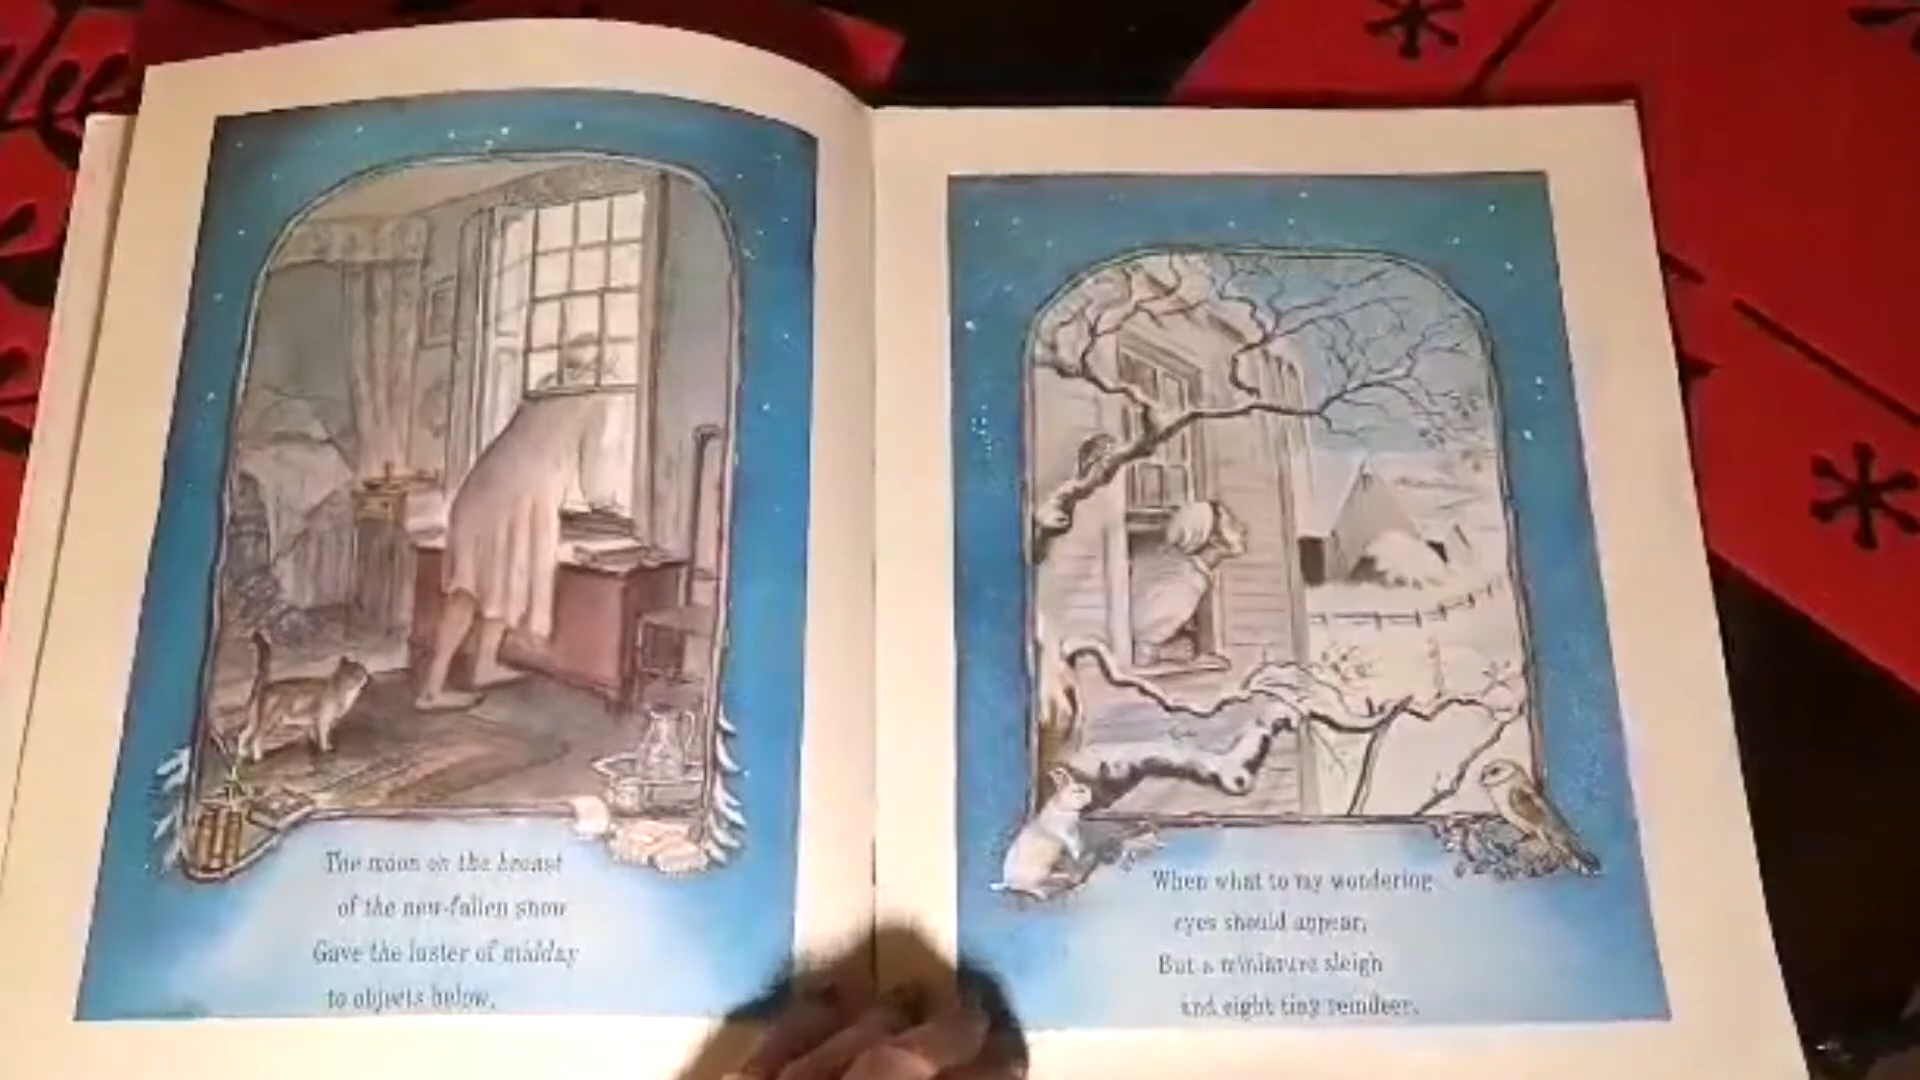 The moon on the breast
of the new-fallen snow
Gave the luster of midday
to objects below,
When what to my wondering
eyes should appear,
But a miniature sleigh
and eight tiny reindeer,